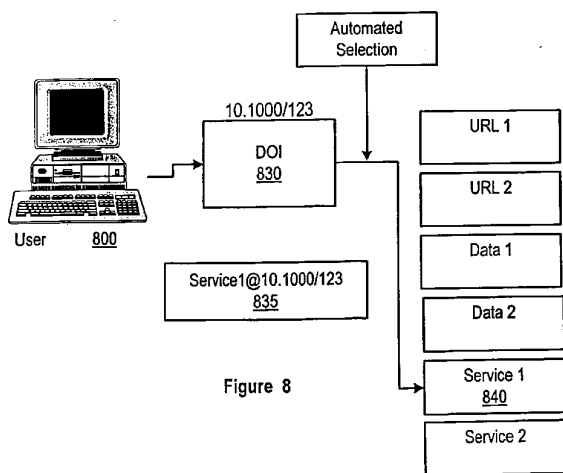 Automated
Selection
10.1000/123
DOI
830
URL 1
URL 2
User 800
Data 1
Service1@10.1000/123
835
Data 2
Figure 8
Service 1
840
Service 2